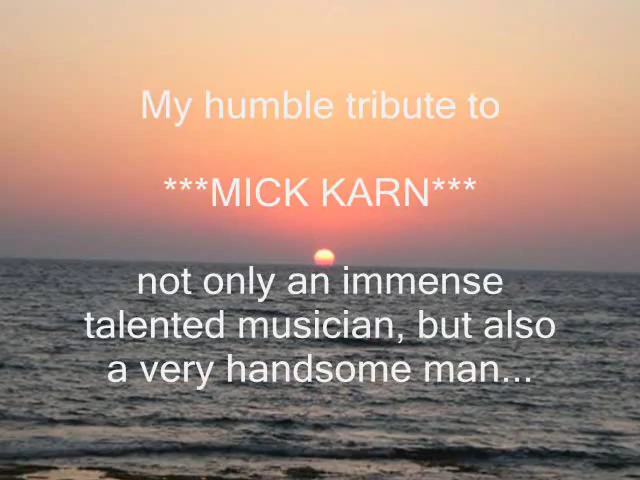 My humble tribute to
***MICK KARN***
not only an immense
talented musician, but also
a very handsome man...